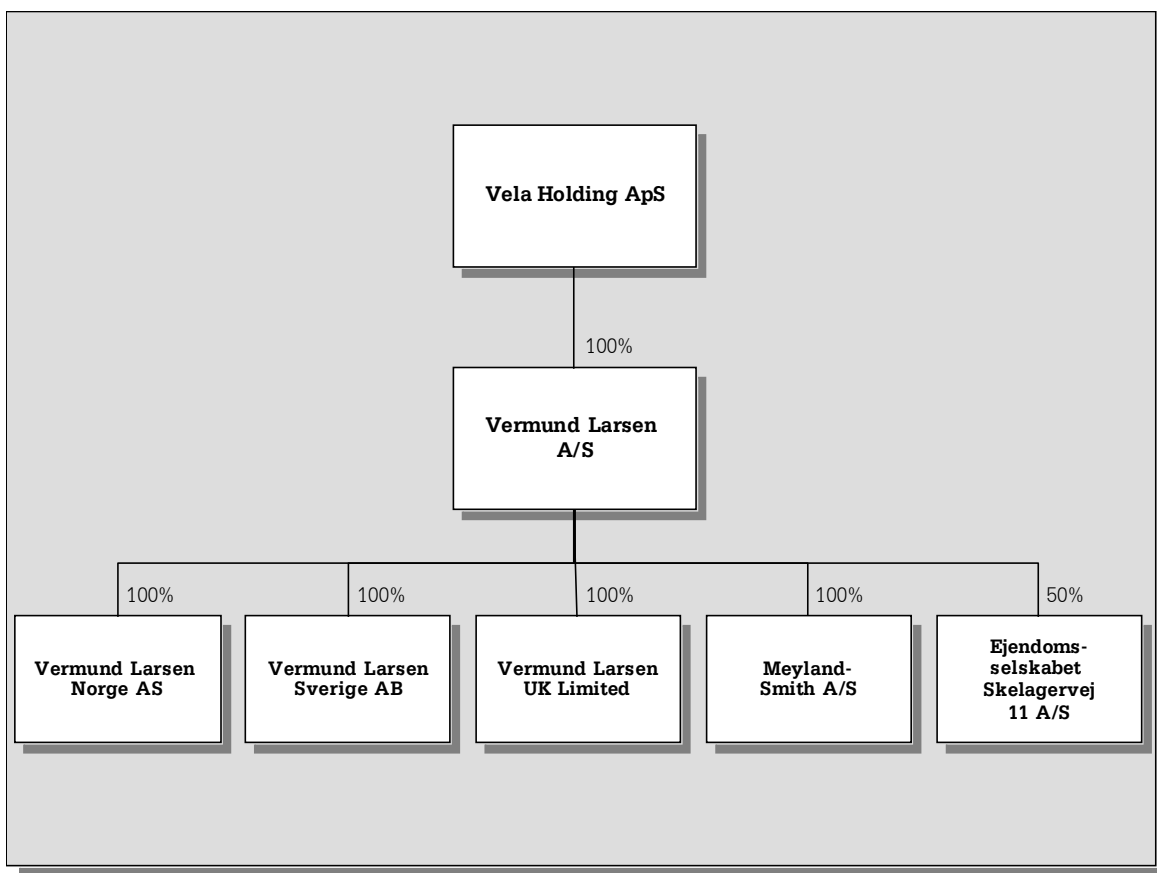 Vela Holding ApS
100%
Vermund Larsen
A/S
100%
100%
100%
100%
50%
Vermund Larsen
Norge AS
Vermund Larsen
Sverige AB
Vermund Larsen
UK Limited
Meyland-
Smith A/S
Ejendoms-
selskabet
Skelagervej
11 A/S